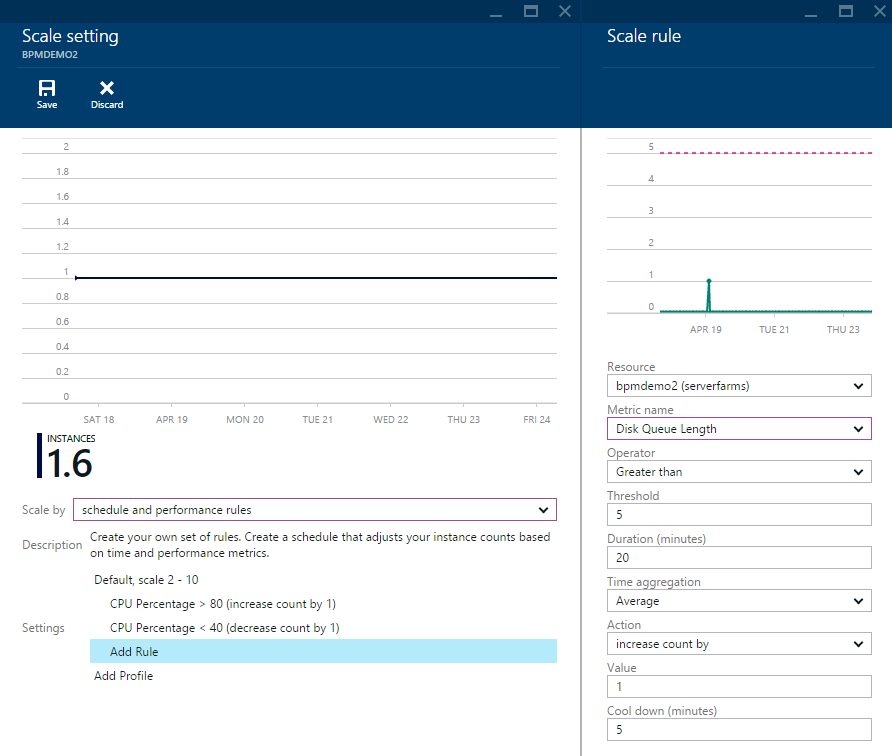 Scale setting
BPMDEMO2
Save
Discard
2
1.8
1.6
1.4
1.2
1
0.8
0.6
0.4
0.2
0
SAT 18
APR 19
MON 20
TUE 21
WED 22
THU 23
FRI 24
INSTANCES
1.6
Scale by
schedule and performance rules
Description
Create your own set of rules. Create a schedule that adjusts your instance counts based
on time and performance metrics.
Settings
Default, scale 2 - 10
CPU Percentage > 80 (increase count by 1)
CPU Percentage < 40 (decrease count by 1)
Add Rule
Add Profile
Scale rule
5
4
3
2
1
0
APR 19
TUE 21
THU 23
Resource
bpmdemo2 (serverfarms)
Metric name
Disk Queue Length
Operator
Greater than
Threshold
5
Duration (minutes)
20
Time aggregation
Average
Action
increase count by
Value
1
Cool down (minutes)
5